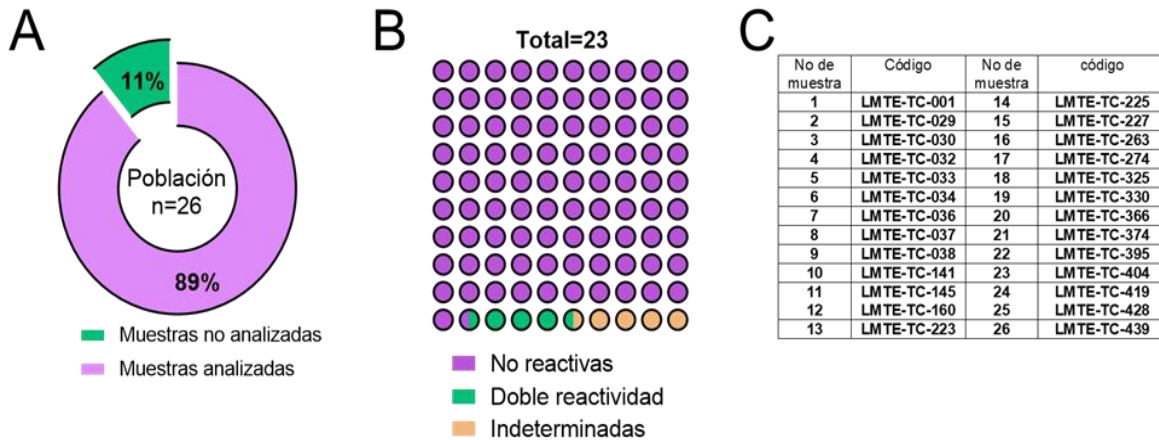 A
11%
Población
n=26
89%
Muestras no analizadas
Muestras analizadas
B
Total=23
No reactivas
Doble reactividad
Indeterminadas
C
No de muestra Código No de muestra código
1 LMTE-TC-001 14 LMTE-TC-225
2 LMTE-TC-029 15 LMTE-TC-227
3 LMTE-TC-030 16 LMTE-TC-263
4 LMTE-TC-032 17 LMTE-TC-274
5 LMTE-TC-033 18 LMTE-TC-325
6 LMTE-TC-034 19 LMTE-TC-330
7 LMTE-TC-036 20 LMTE-TC-366
8 LMTE-TC-037 21 LMTE-TC-374
9 LMTE-TC-038 22 LMTE-TC-395
10 LMTE-TC-141 23 LMTE-TC-404
11 LMTE-TC-145 24 LMTE-TC-419
12 LMTE-TC-160 25 LMTE-TC-428
13 LMTE-TC-223 26 LMTE-TC-439